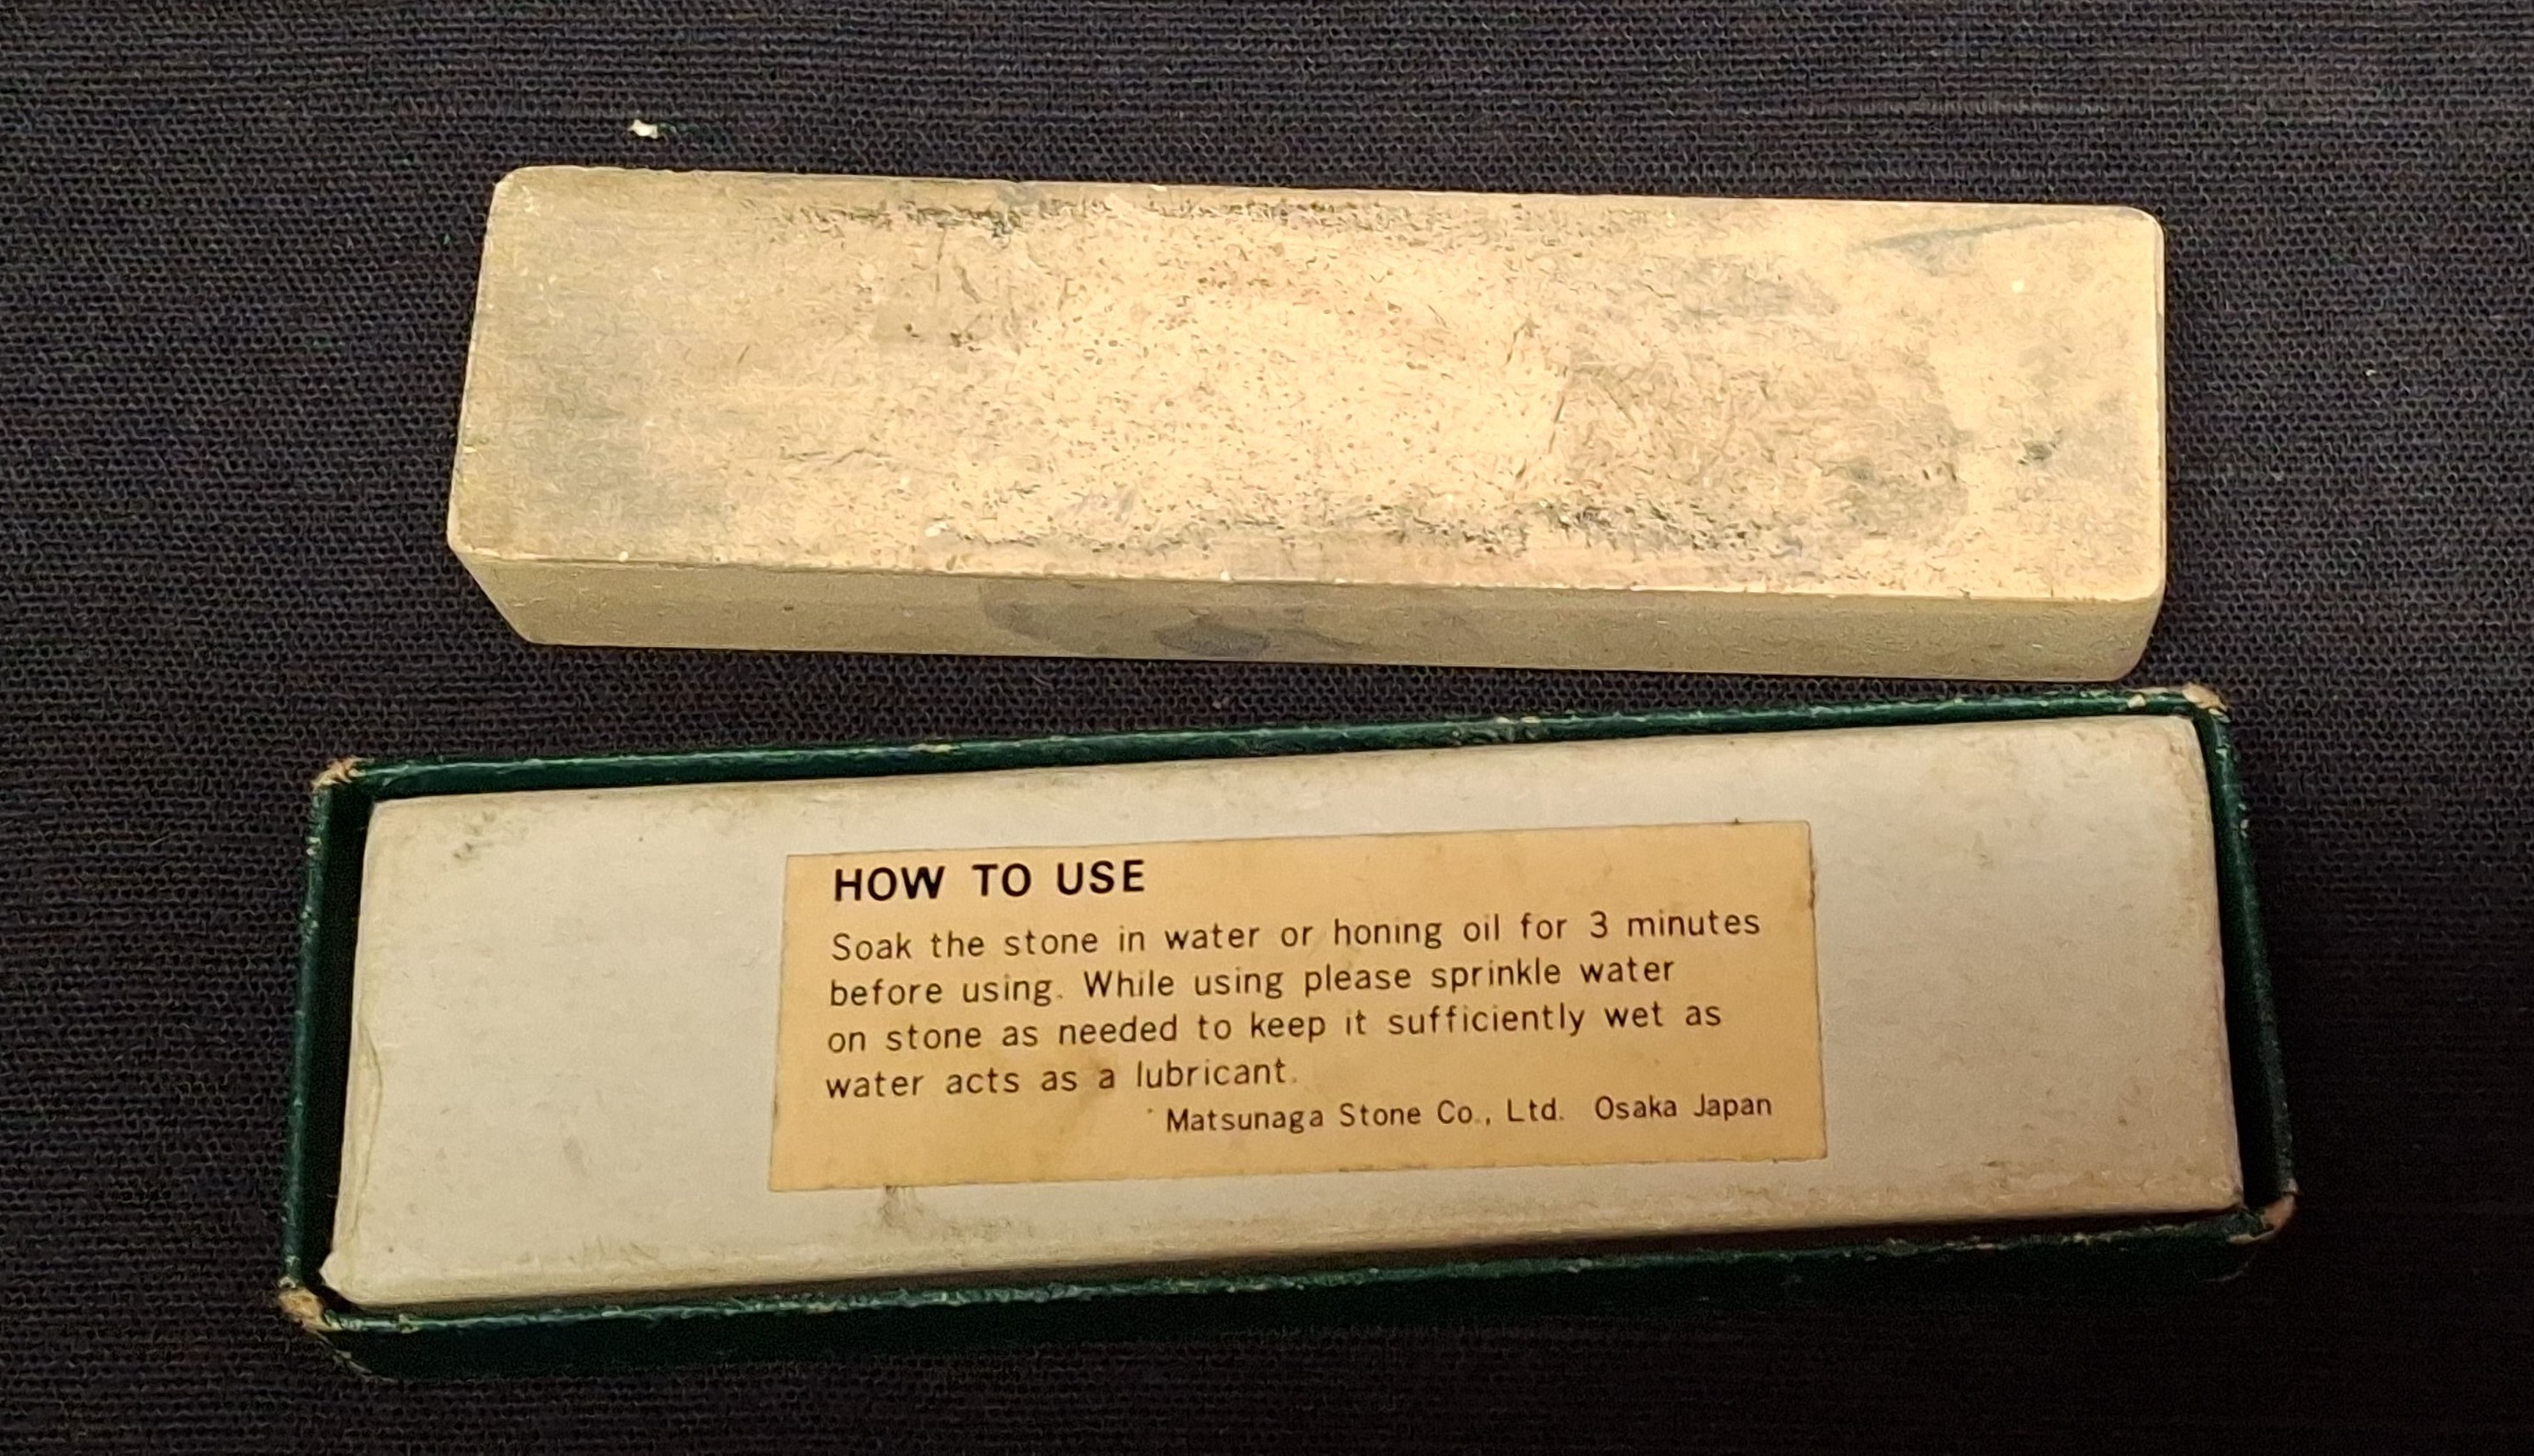 HOW TO USE
Soak the stone in water or honing oil for 3 minutes
before using. While using please sprinkle water
on stone as needed to keep it sufficiently wet as
water acts as a lubricant.
Matsunaga Stone Co., Ltd. Osaka Japan